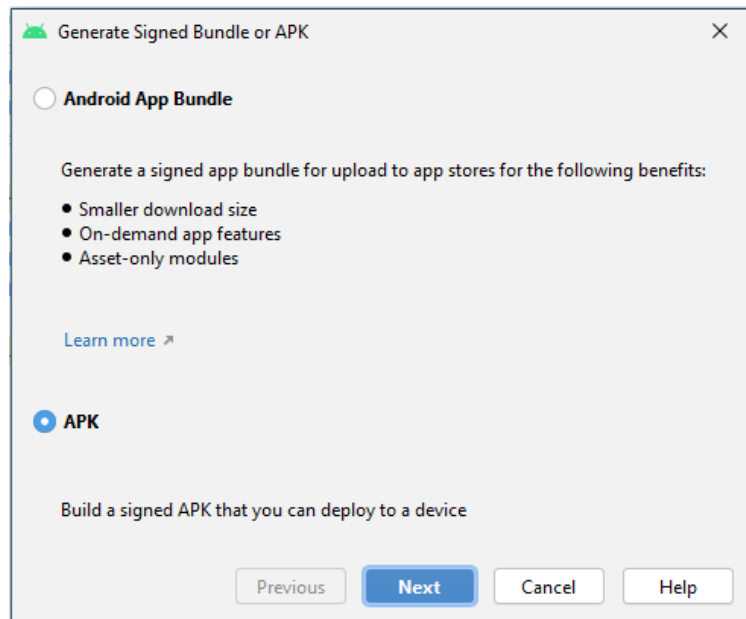 Generate Signed Bundle or APK
Android App Bundle
Generate a signed app bundle for upload to app stores for the following benefits:
• Smaller download size
• On-demand app features
• Asset-only modules
Learn more ↗
APK
Build a signed APK that you can deploy to a device
Previous Next Cancel Help